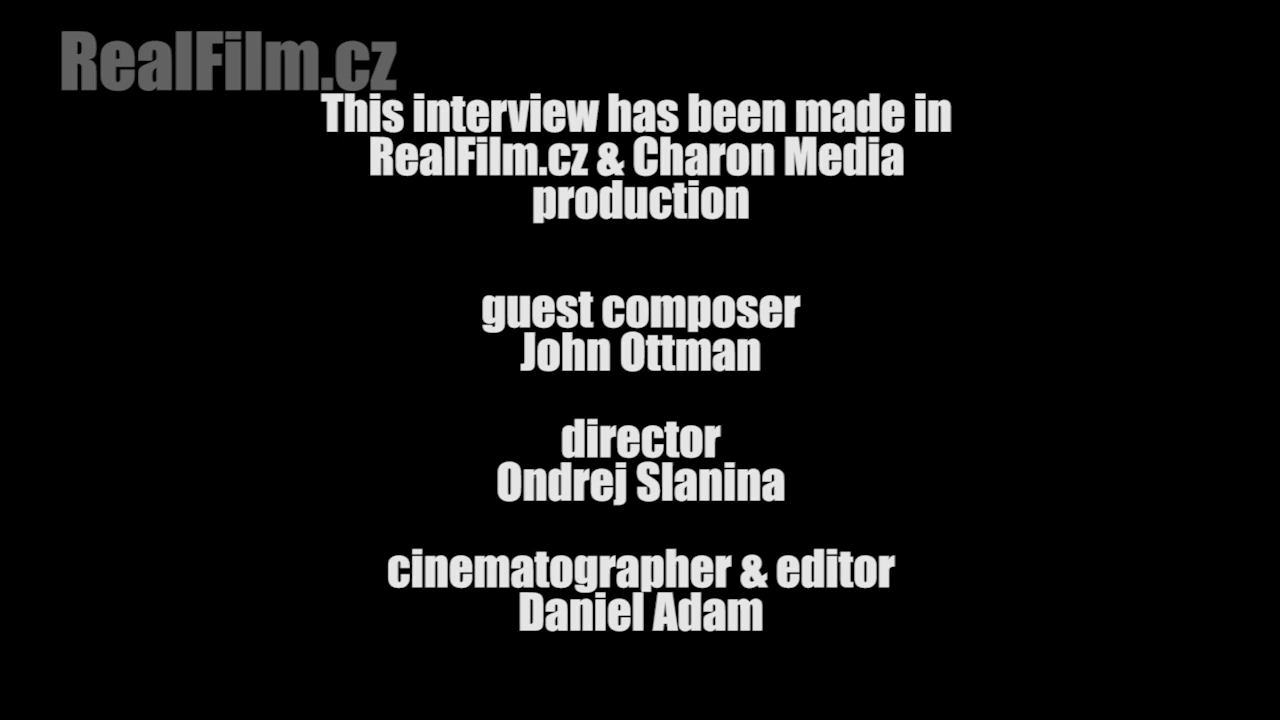 RealFilm.cz
This interview has been made in
RealFilm.cz & Charon Media
production
guest composer
John Ottman
director
Ondrej Slanina
cinematographer & editor
Daniel Adam